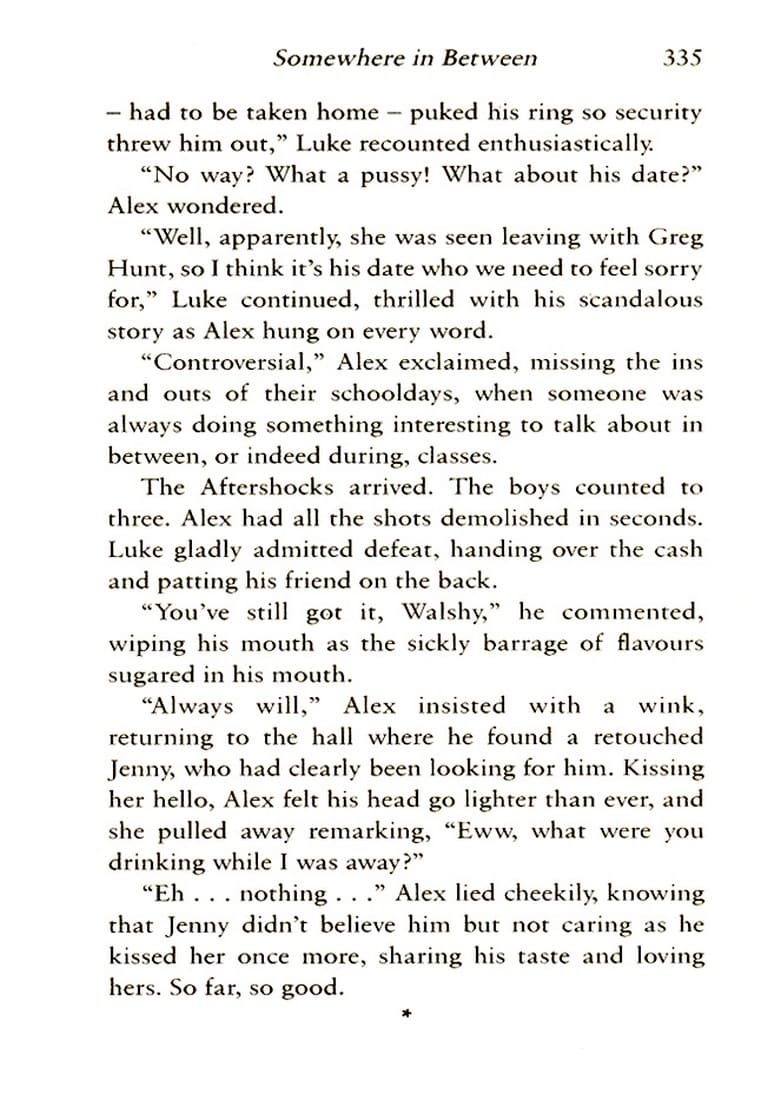 Somewhere in Between 335
– had to be taken home – puked his ring so security
threw him out,” Luke recounted enthusiastically.
“No way? What a pussy! What about his date?”
Alex wondered.
“Well, apparently, she was seen leaving with Greg
Hunt, so I think it’s his date who we need to feel sorry
for,” Luke continued, thrilled with his scandalous
story as Alex hung on every word.
“Controversial,” Alex exclaimed, missing the ins
and outs of their schooldays, when someone was
always doing something interesting to talk about in
between, or indeed during, classes.
The Aftershocks arrived. The boys counted to
three. Alex had all the shots demolished in seconds.
Luke gladly admitted defeat, handing over the cash
and patting his friend on the back.
“You’ve still got it, Walshy,” he commented,
wiping his mouth as the sickly barrage of flavours
sugared in his mouth.
“Always will,” Alex insisted with a wink,
returning to the hall where he found a retouched
Jenny, who had clearly been looking for him. Kissing
her hello, Alex felt his head go lighter than ever, and
she pulled away remarking, “Eww, what were you
drinking while I was away?”
“Eh . . . nothing . . .” Alex lied cheekily, knowing
that Jenny didn’t believe him but not caring as he
kissed her once more, sharing his taste and loving
hers. So far, so good.
*